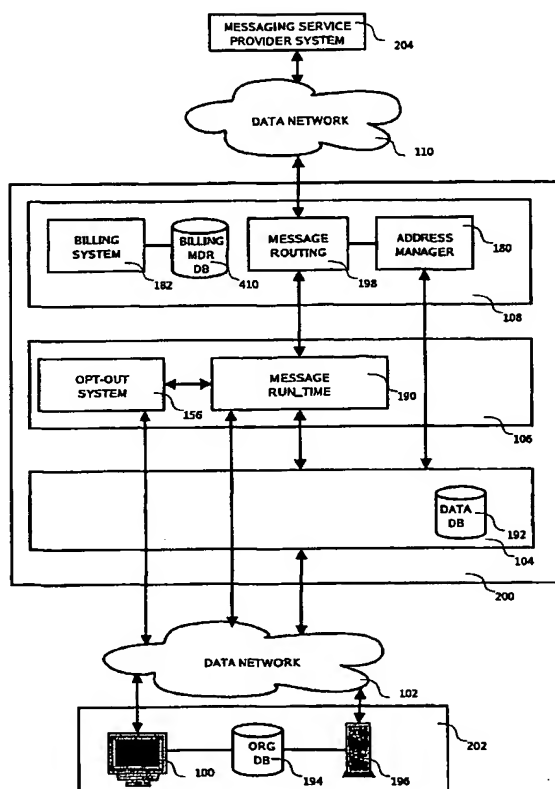 MESSAGING SERVICE
PROVIDER SYSTEM
204
DATA NETWORK
110
BILLING
SYSTEM
182
BILLING
MDR
DB
410
MESSAGE
ROUTING
198
ADDRESS
MANAGER
180
108
OPT-OUT
SYSTEM
156
MESSAGE
RUN_TIME
190
106
DATA
DB
192
104
200
DATA NETWORK
102
202
100
ORG
DB
194
196